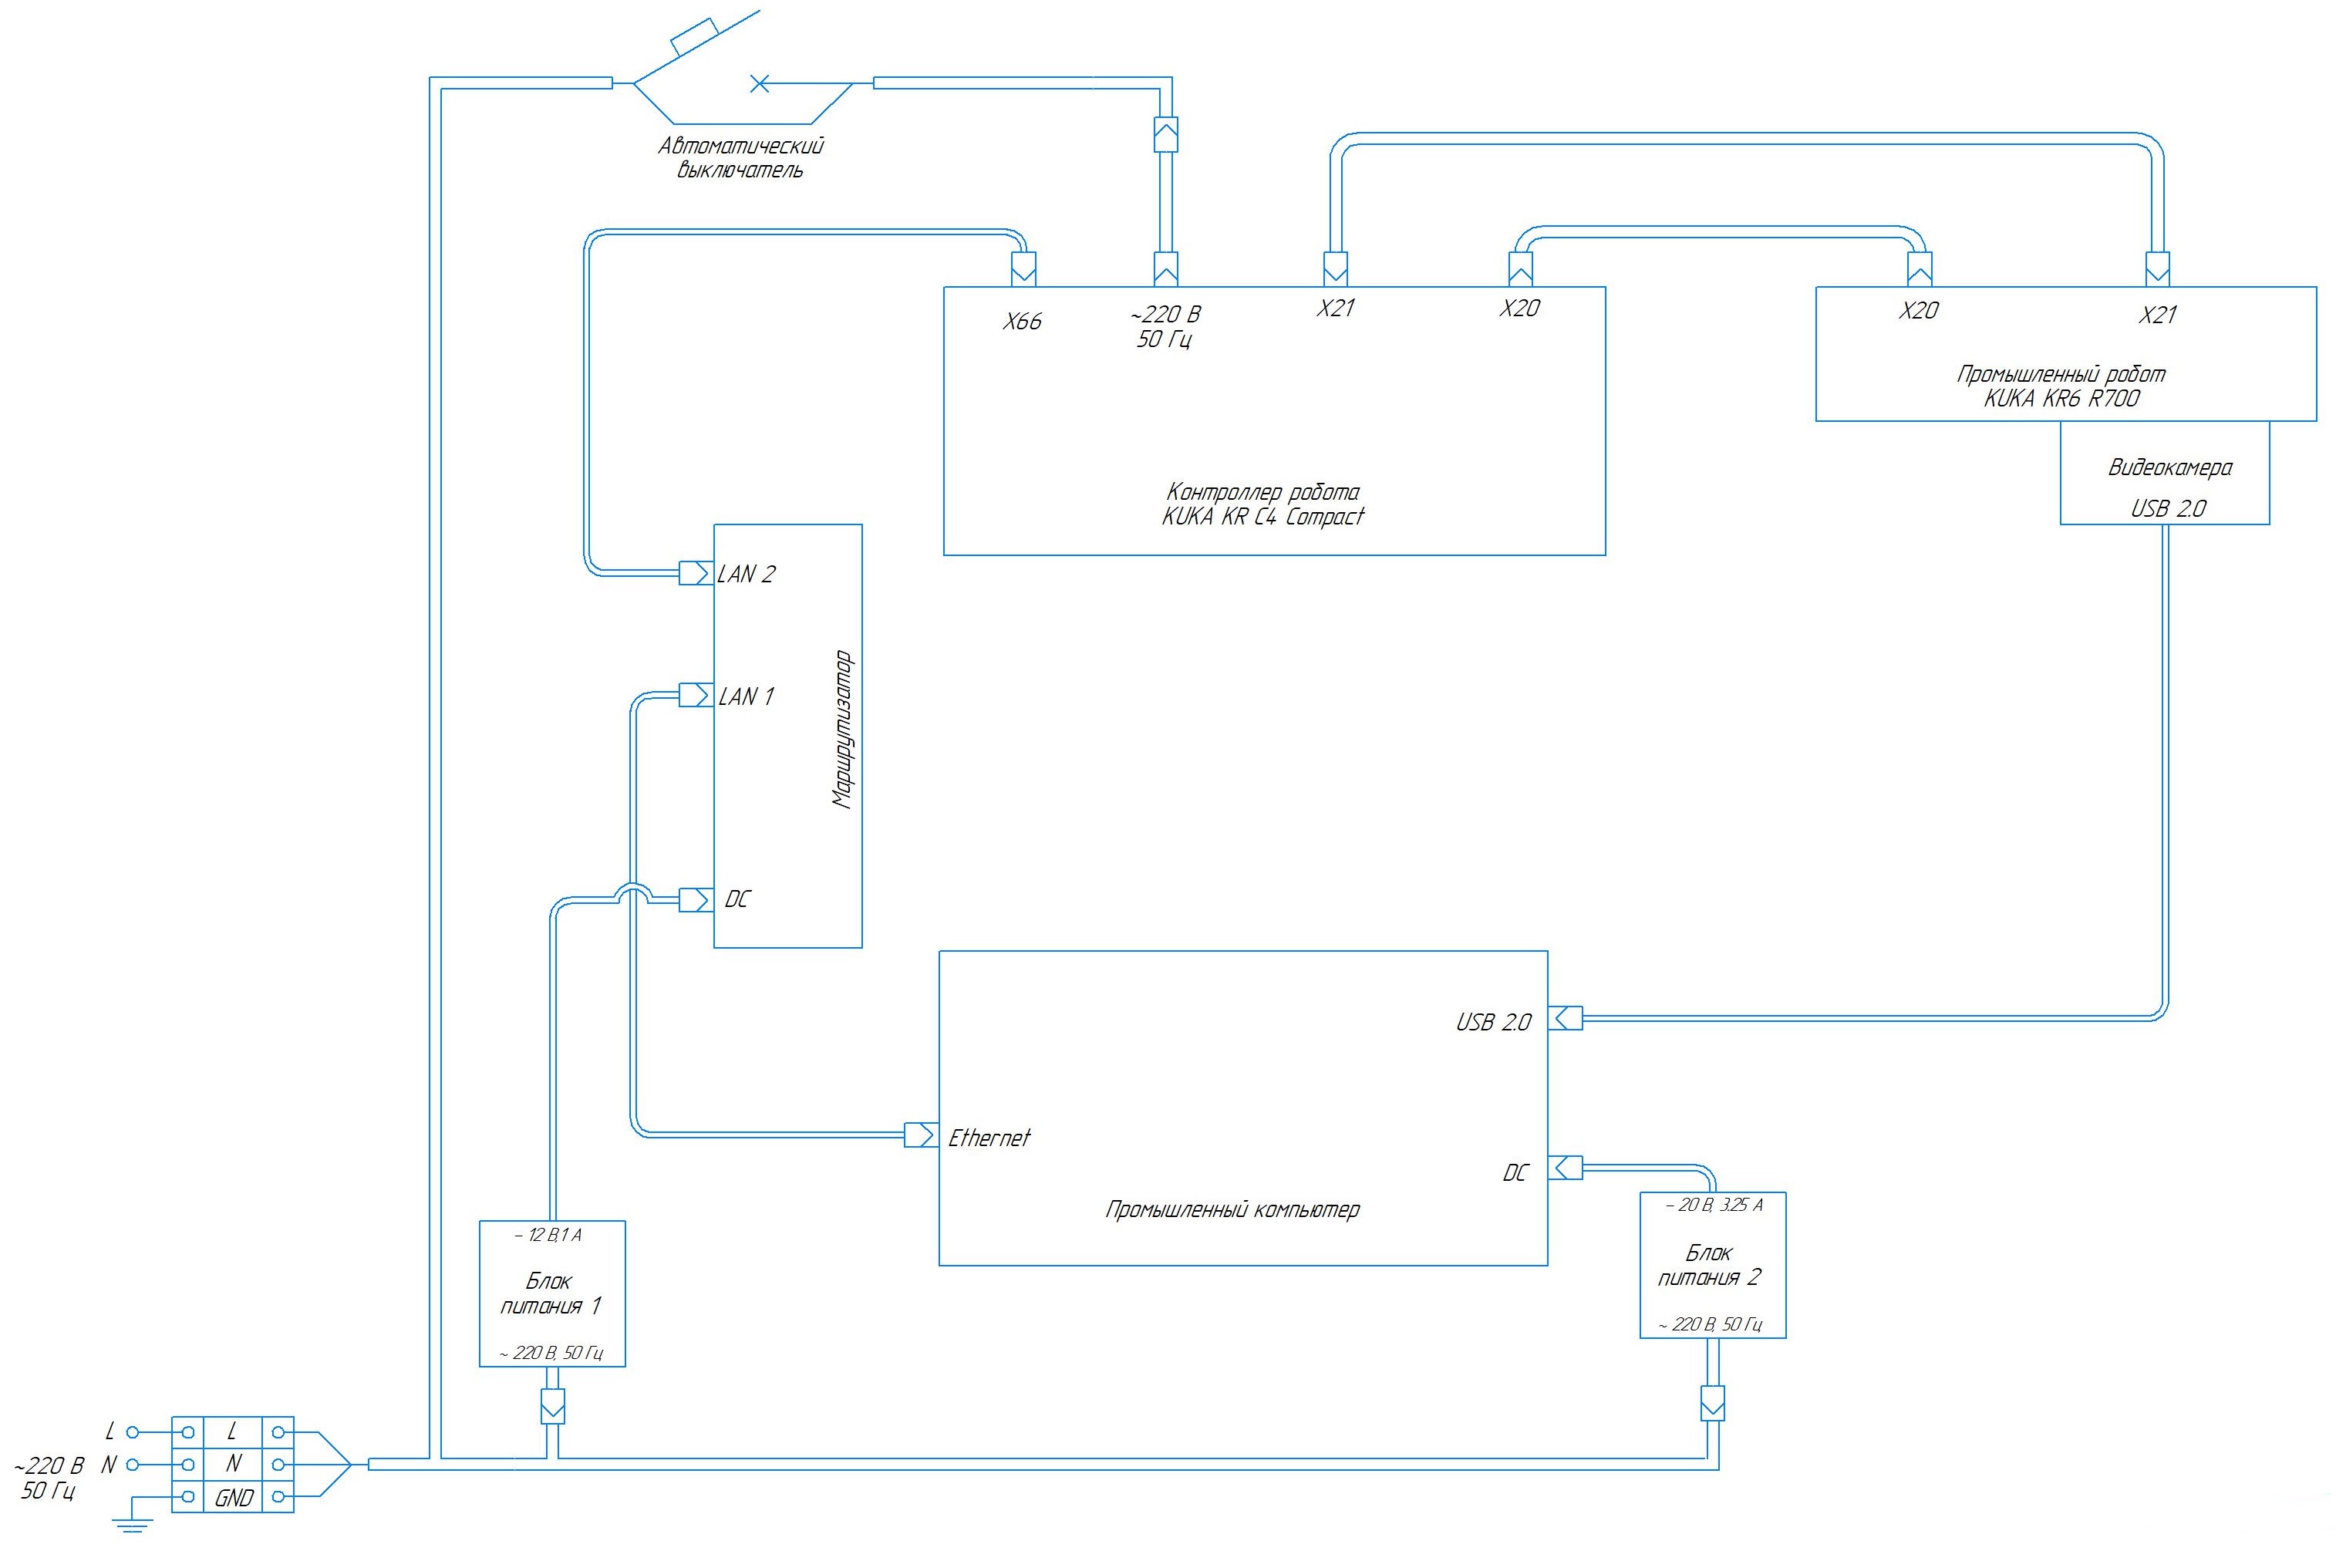 Автоматический
выключатель
X66
~220 В
50 Гц
X21
X20
X20
X21
Промышленный робот
KUKA KR6 R700
Видеокамера
USB 2.0
Контроллер робота
KUKA KR C4 Compact
LAN 2
LAN 1
Маршрутизатор
DC
USB 2.0
Ethernet
DC
Промышленный компьютер
– 20 В, 3.25 А
Блок
питания 2
~ 220 В, 50 Гц
– 12 В,1 А
Блок
питания 1
~ 220 В, 50 Гц
L
L
~220 В
50 Гц
N
N
GND